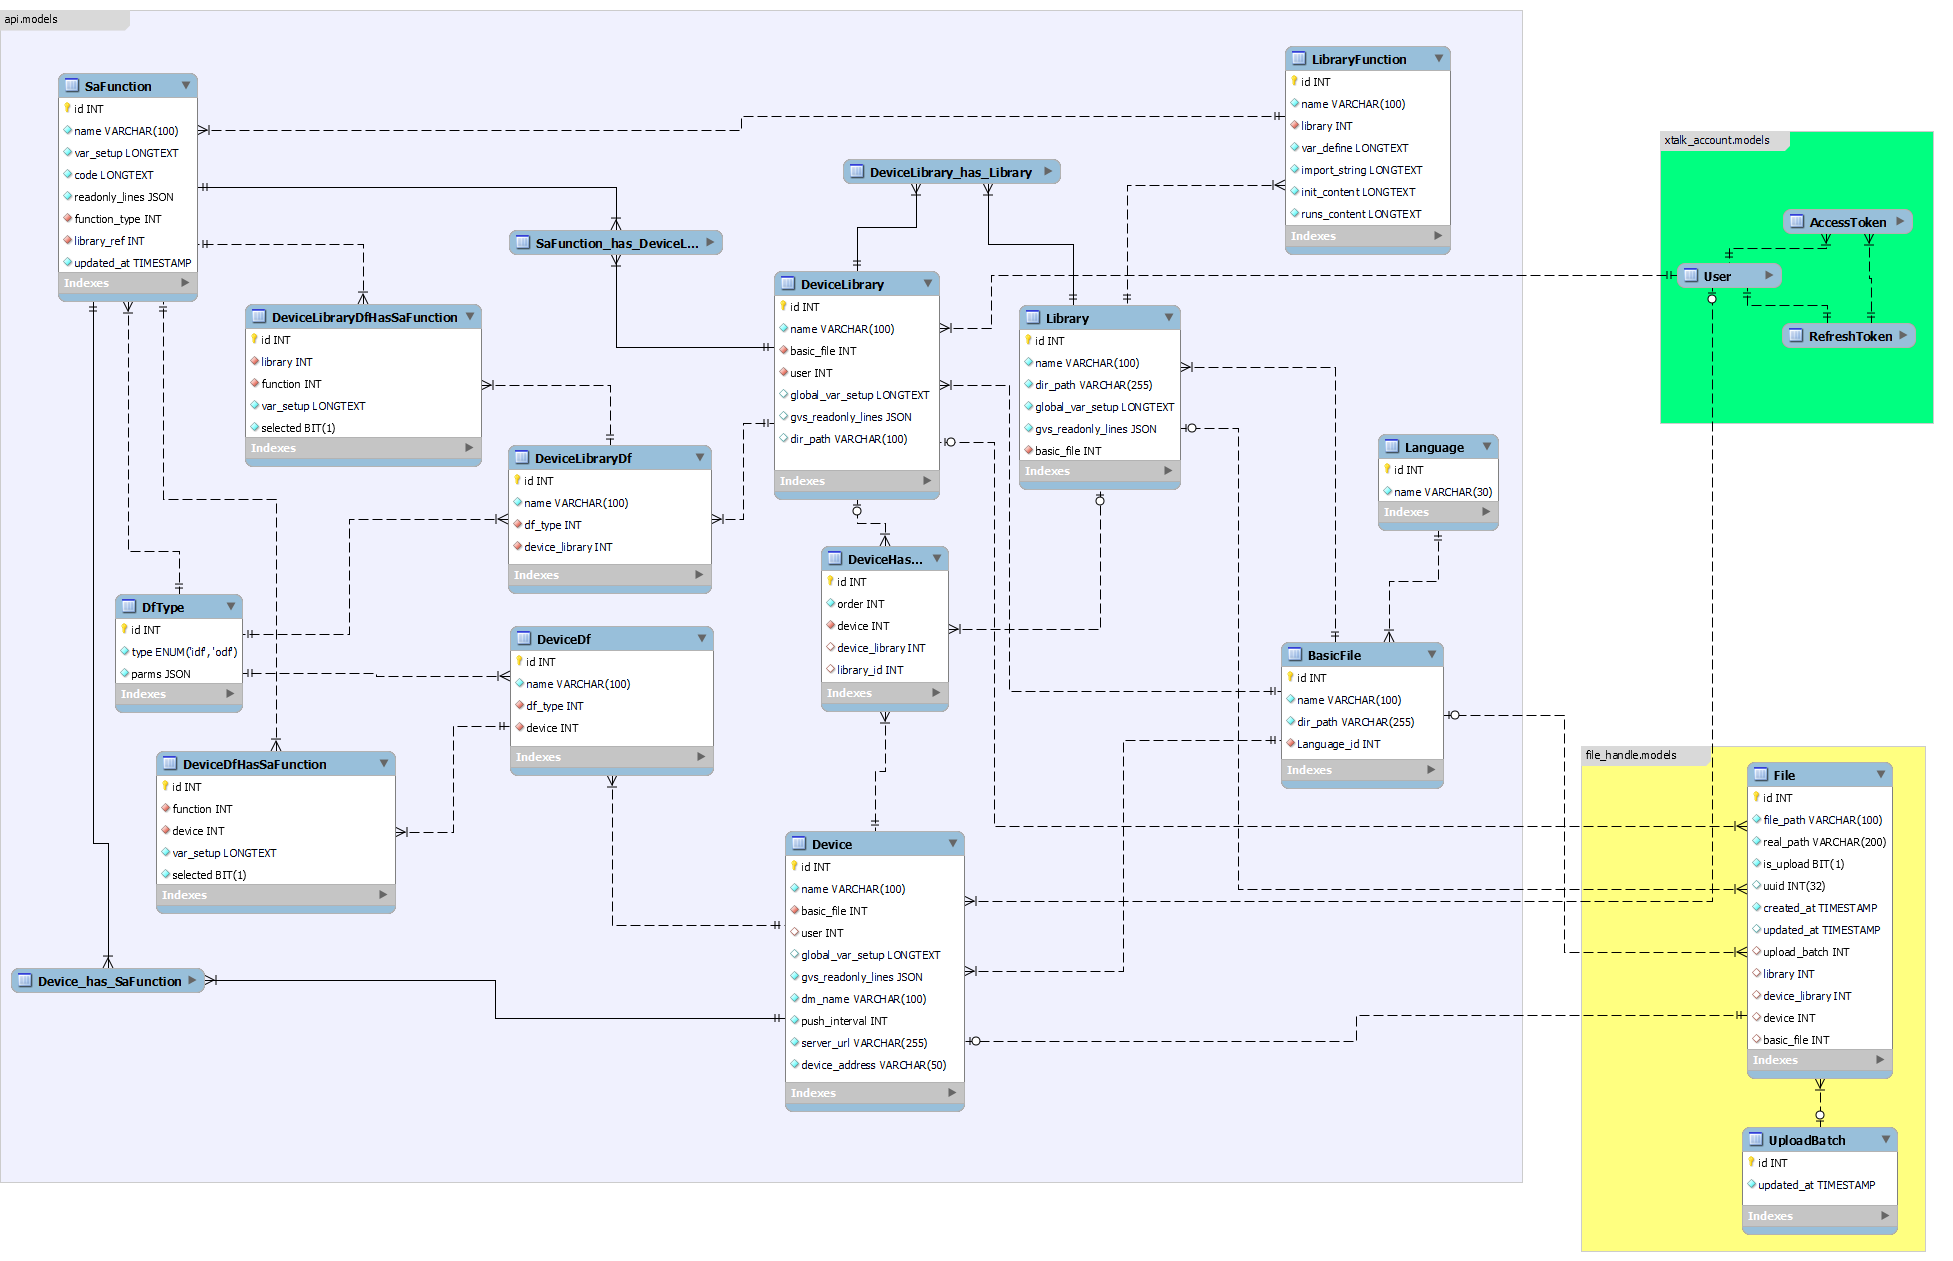 api.models
SaFunction
id INT
name VARCHAR(100)
var_setup LONGTEXT
code LONGTEXT
readonly_lines JSON
function_type INT
library_ref INT
updated_at TIMESTAMP
Indexes
LibraryFunction
id INT
name VARCHAR(100)
library INT
var_define LONGTEXT
import_string LONGTEXT
init_content LONGTEXT
runs_content LONGTEXT
Indexes
DeviceLibrary_has_Library
SaFunction_has_DeviceL...
DeviceLibraryDfHasSaFunction
id INT
library INT
function INT
var_setup LONGTEXT
selected BIT(1)
Indexes
DeviceLibrary
id INT
name VARCHAR(100)
basic_file INT
user INT
global_var_setup LONGTEXT
gvs_readonly_lines JSON
dir_path VARCHAR(100)
Indexes
Library
id INT
name VARCHAR(100)
dir_path VARCHAR(255)
global_var_setup LONGTEXT
gvs_readonly_lines JSON
basic_file INT
Indexes
Language
id INT
name VARCHAR(30)
Indexes
DeviceLibraryDf
id INT
name VARCHAR(100)
df_type INT
device_library INT
Indexes
DeviceHas...
id INT
order INT
device INT
device_library INT
library_id INT
Indexes
DfType
id INT
type ENUM('idf', 'odf')
parms JSON
Indexes
DeviceDf
id INT
name VARCHAR(100)
df_type INT
device INT
Indexes
BasicFile
id INT
name VARCHAR(100)
dir_path VARCHAR(255)
Language_id INT
Indexes
DeviceDfHasSaFunction
id INT
function INT
device INT
var_setup LONGTEXT
selected BIT(1)
Indexes
Device
id INT
name VARCHAR(100)
basic_file INT
user INT
global_var_setup LONGTEXT
gvs_readonly_lines JSON
dm_name VARCHAR(100)
push_interval INT
server_url VARCHAR(255)
device_address VARCHAR(50)
Indexes
Device_has_SaFunction
xtalk_account.models
AccessToken
User
RefreshToken
file_handle.models
File
id INT
file_path VARCHAR(100)
real_path VARCHAR(200)
is_upload BIT(1)
uuid INT(32)
created_at TIMESTAMP
updated_at TIMESTAMP
upload_batch INT
library INT
device_library INT
device INT
basic_file INT
Indexes
UploadBatch
id INT
updated_at TIMESTAMP
Indexes